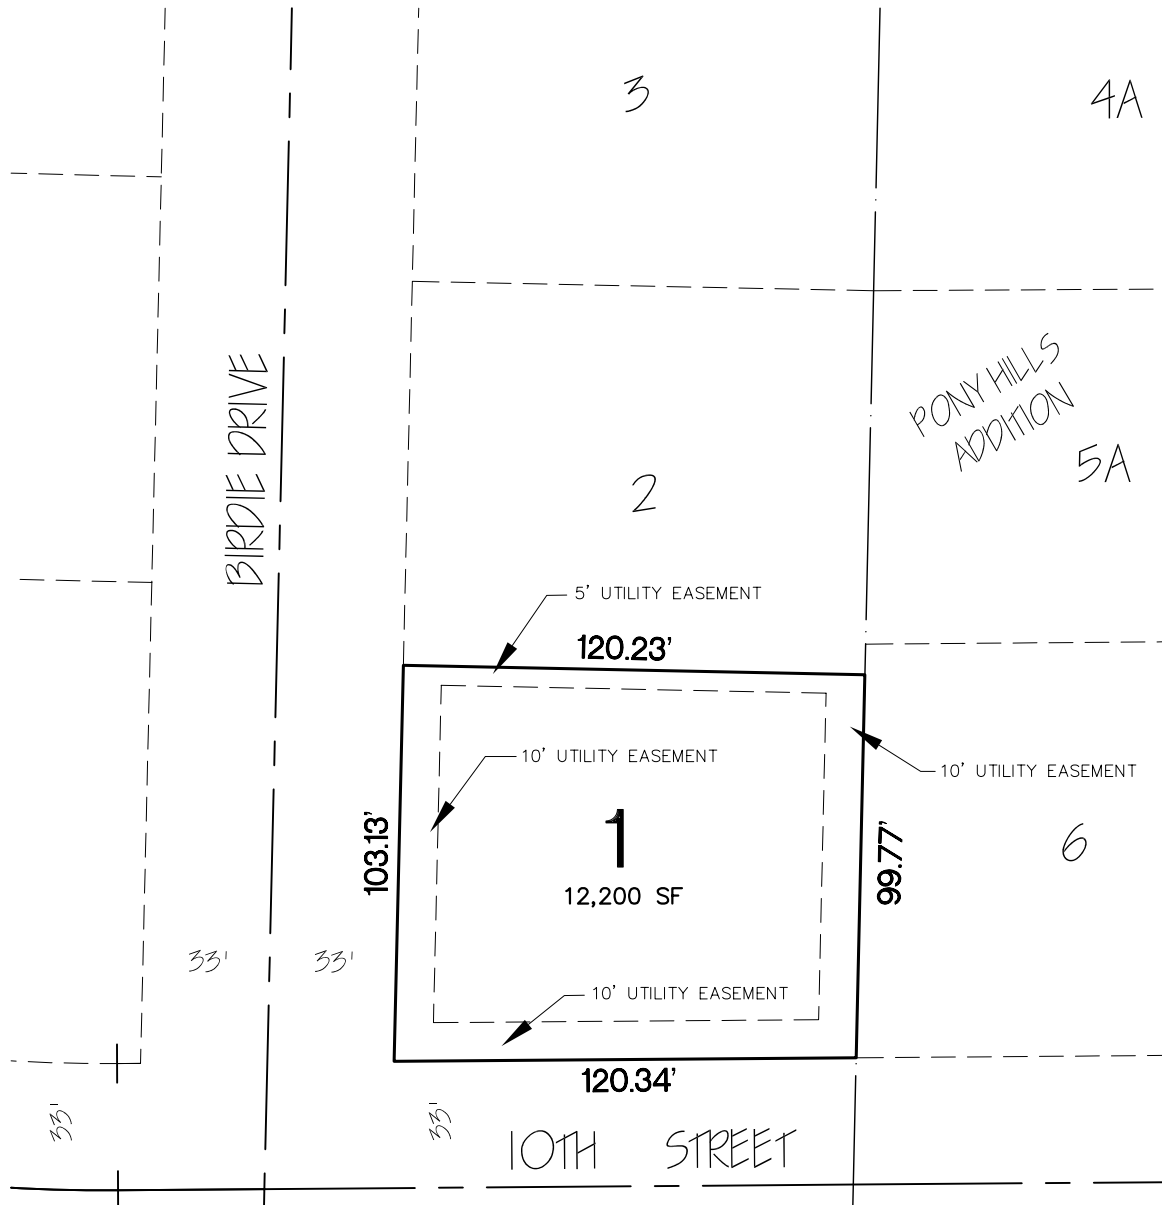 3
4A
PONY HILLS
ADDITION
5A
BIRDIE DRIVE
2
5' UTILITY EASEMENT
120.23'
10' UTILITY EASEMENT
10' UTILITY EASEMENT
1
12,200 SF
103.13'
99.77'
6
33'
33'
10' UTILITY EASEMENT
120.34'
33'
33'
10TH STREET